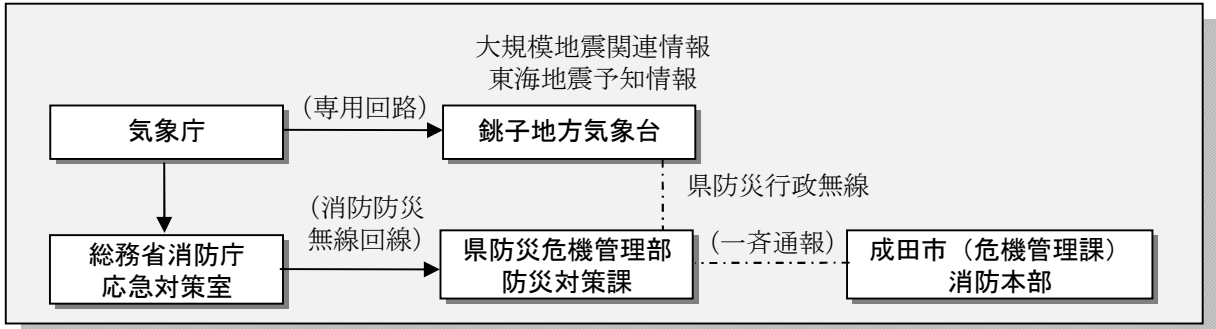 大規模地震関連情報
東海地震予知情報
気象庁
（専用回路）
銚子地方気象台
県防災行政無線
（消防防災
無線回線）
総務省消防庁
応急対策室
県防災危機管理部
防災対策課
（一斉通報）
成田市（危機管理課）
消防本部